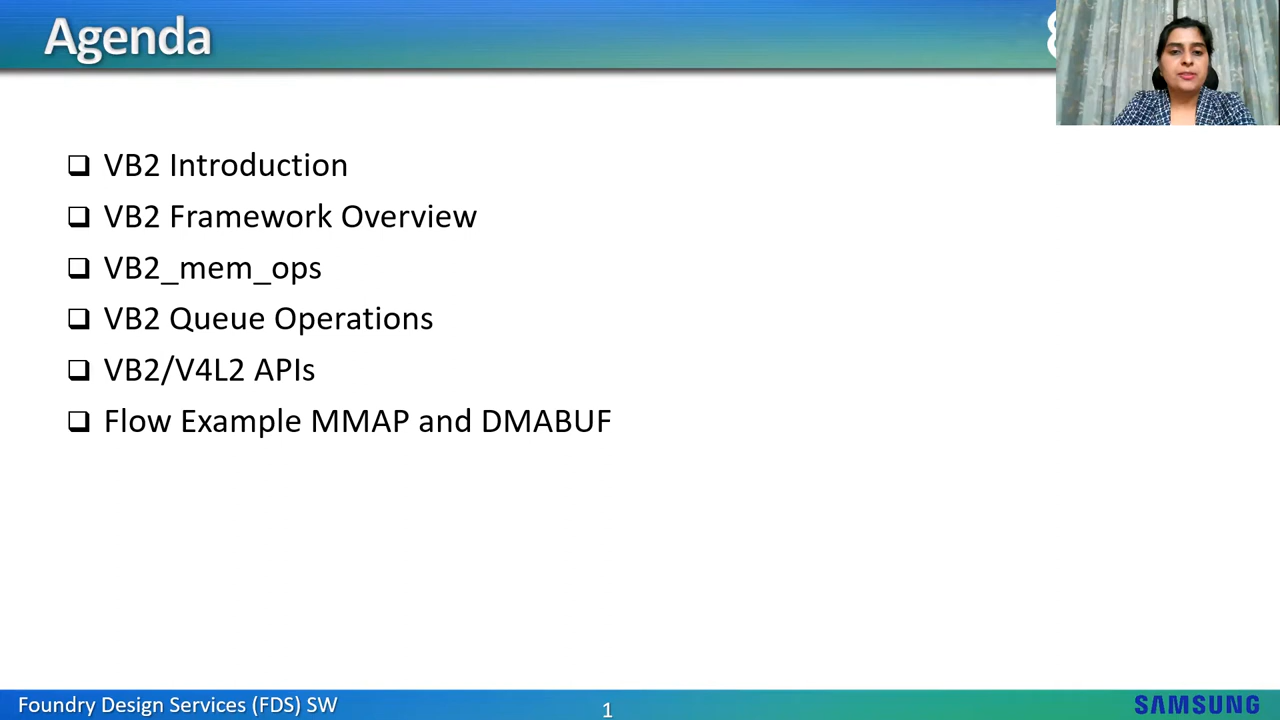 Agenda
VB2 Introduction
VB2 Framework Overview
VB2_mem_ops
VB2 Queue Operations
VB2/V4L2 APIs
Flow Example MMAP and DMABUF
Foundry Design Services (FDS) SW
1
SAMSUNG